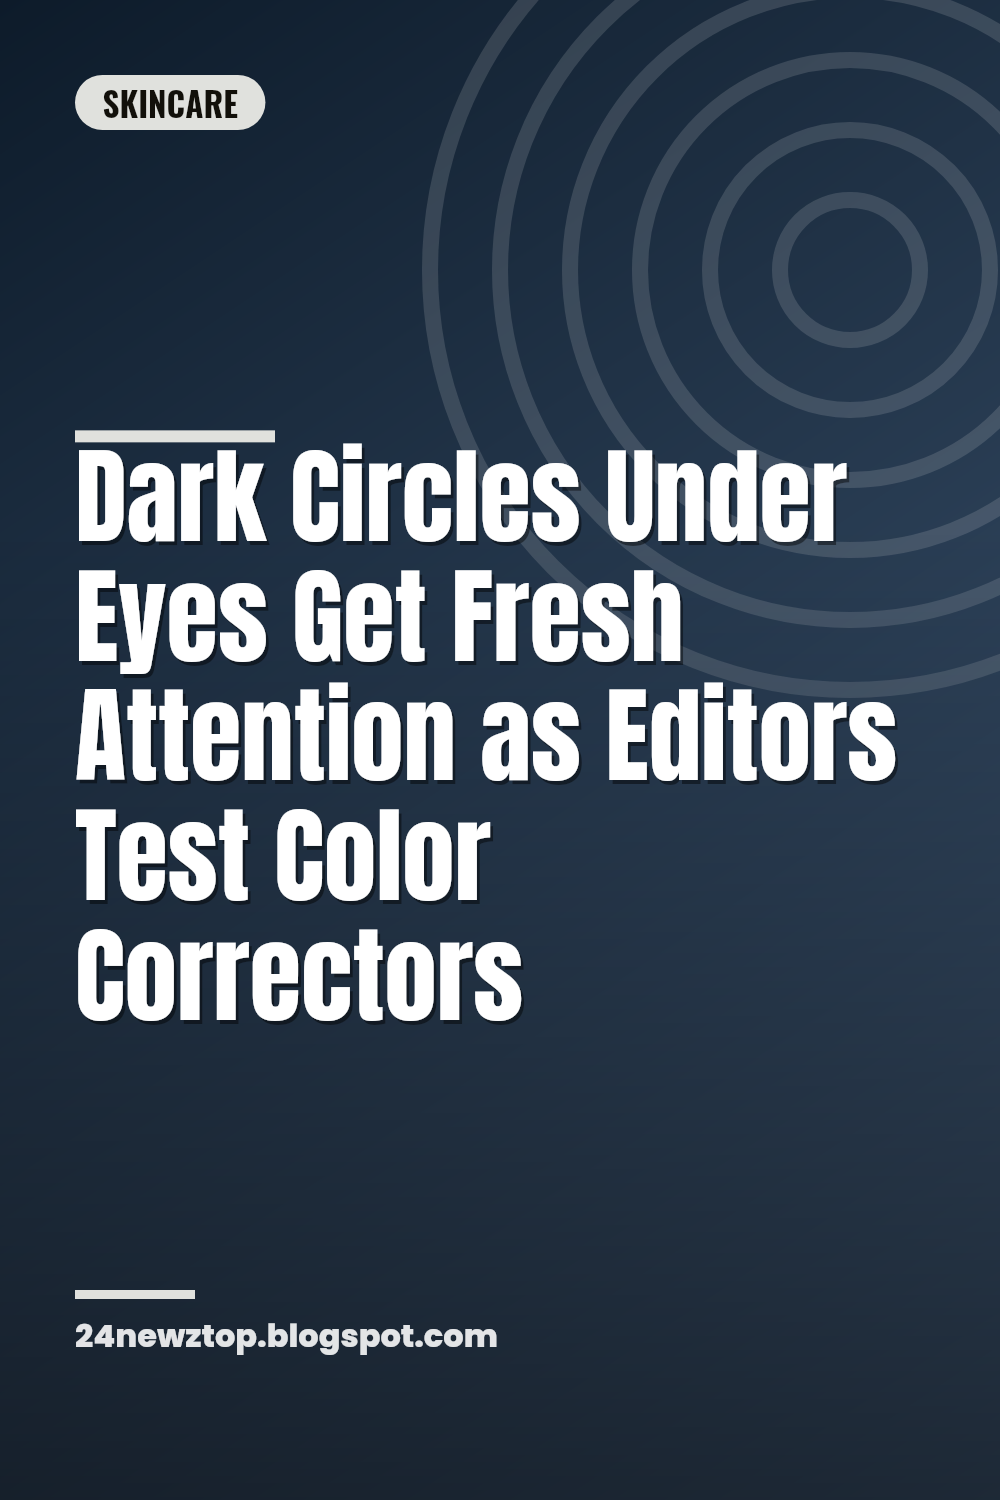 SKINCARE
Dark Circles Under
Eyes Get Fresh
Attention as Editors
Test Color
Correctors
24newztop.blogspot.com